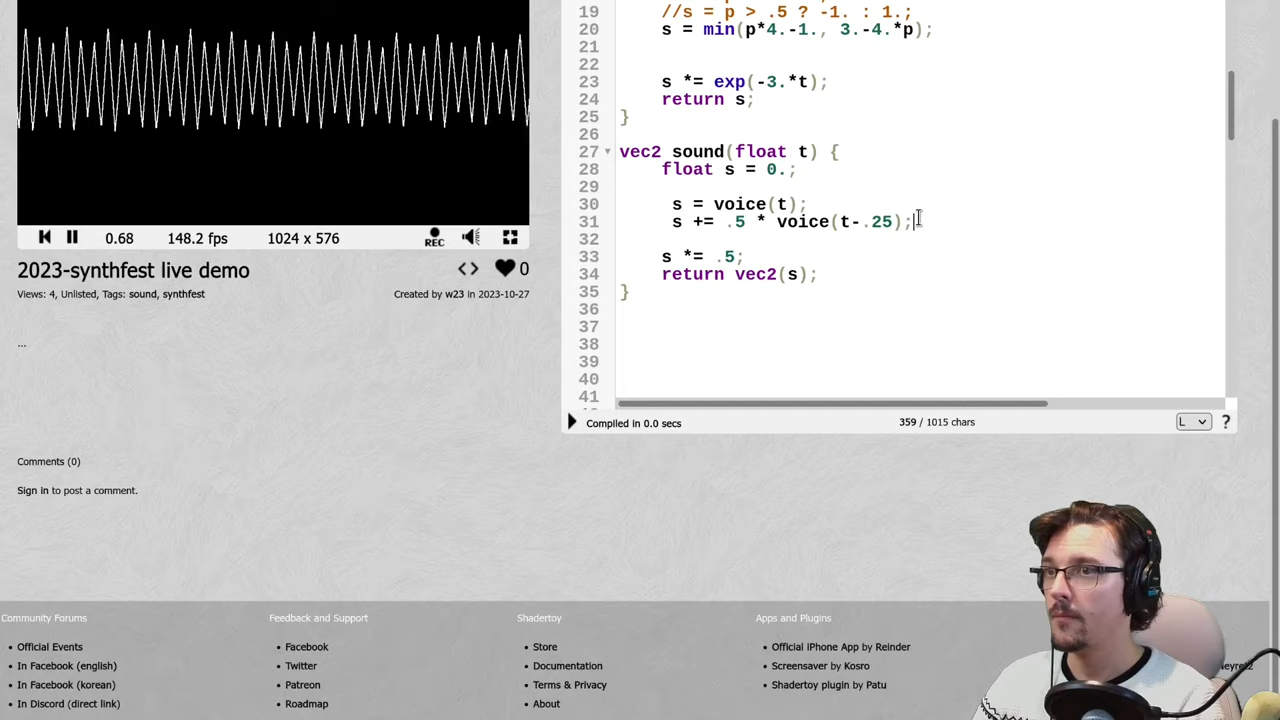 19 //s = p > .5 ? -1. : 1.;
20 s = min(p*4.-1., 3.-4.*p);
21
22
23 s *= exp(-3.*t);
24 return s;
25 }
26
27 vec2 sound(float t) {
28 float s = 0.;
29
30 s = voice(t);
31 s += .5 * voice(t-.25);
32
33 s *= .5;
34 return vec2(s);
35 }
36
37
38
39
40
41
0.68 148.2 fps 1024 x 576 REC
2023-synthfest live demo <> 0
Views: 4, Unlisted, Tags: sound, synthfest Created by w23 in 2023-10-27
...
Compiled in 0.0 secs 359 / 1015 chars L ?
Comments (0)
Sign in to post a comment.
Community Forums
Official Events
In Facebook (english)
In Facebook (korean)
In Discord (direct link)
Feedback and Support
Facebook
Twitter
Patreon
Roadmap
Shadertoy
Store
Documentation
Terms & Privacy
About
Apps and Plugins
Official iPhone App by Reinder
Screensaver by Kosro
Shadertoy plugin by Patu